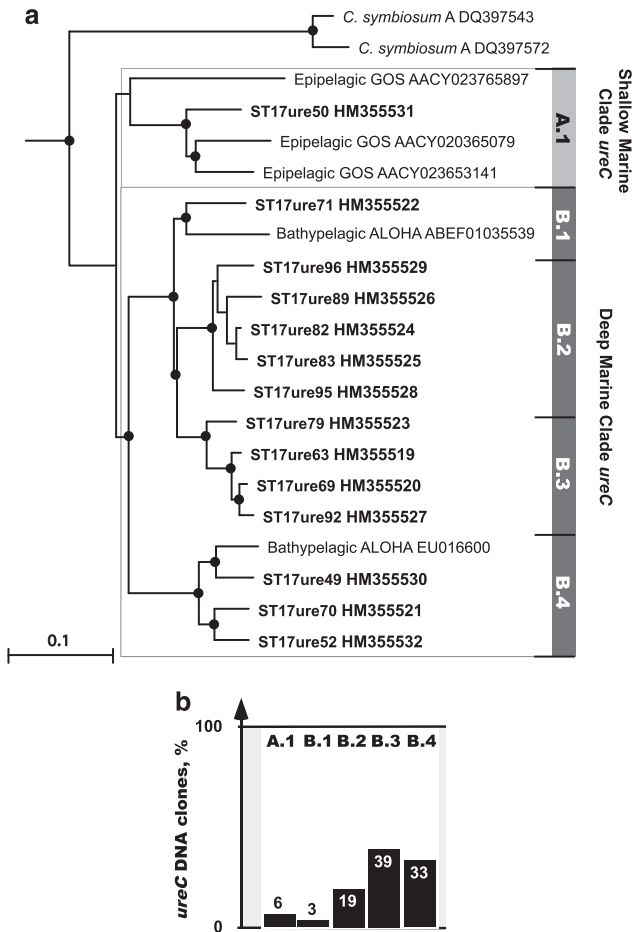 a
C. symbiosum A DQ397543
C. symbiosum A DQ397572
Epipelagic GOS AACY023765897
ST17ure50 HM355531
Epipelagic GOS AACY020365079
Epipelagic GOS AACY023653141
A.1
Shallow Marine
Clade ureC
ST17ure71 HM355522
Bathypelagic ALOHA ABEF01035539
B.1
ST17ure96 HM355529
ST17ure89 HM355526
ST17ure82 HM355524
ST17ure83 HM355525
ST17ure95 HM355528
B.2
Deep Marine Clade ureC
ST17ure79 HM355523
ST17ure63 HM355519
ST17ure69 HM355520
ST17ure92 HM355527
B.3
Bathypelagic ALOHA EU016600
ST17ure49 HM355530
ST17ure70 HM355521
ST17ure52 HM355532
B.4
0.1
b
ureC DNA clones, %
100
0
A.1 B.1 B.2 B.3 B.4
6 3 19 39 33